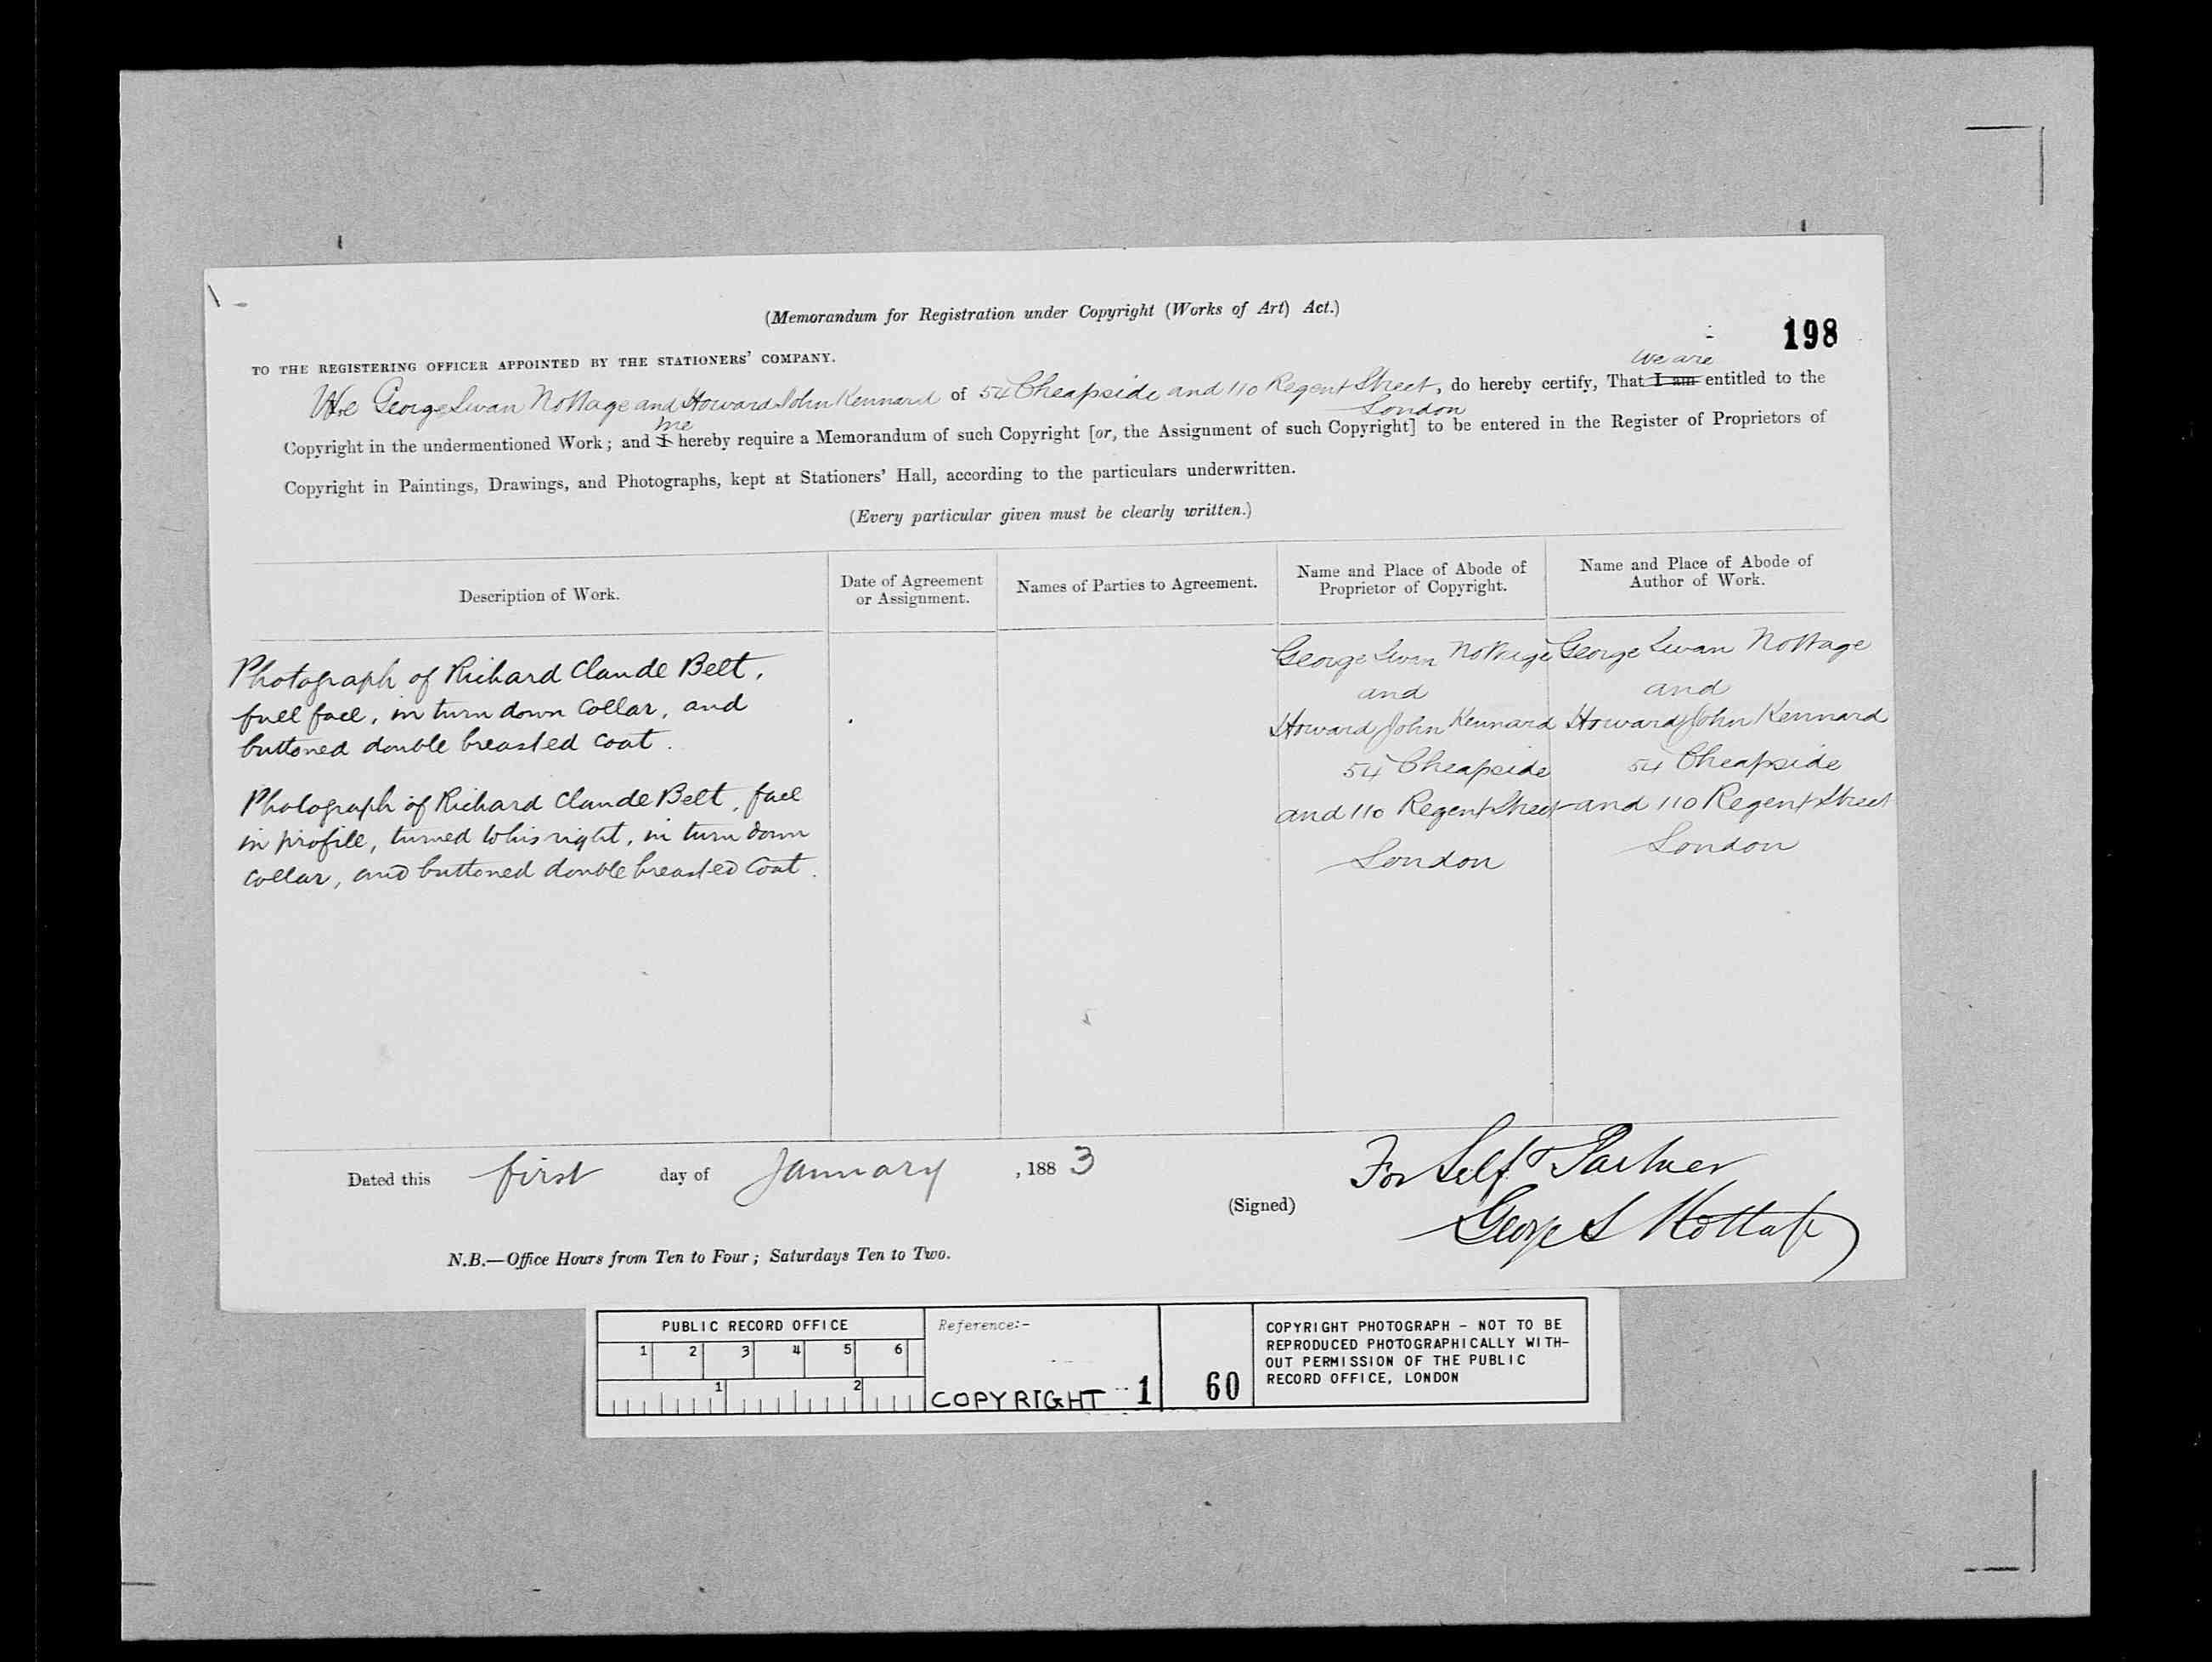 (Memorandum for Registration under Copyright (Works of Art) Act.)
198
TO THE REGISTERING OFFICER APPOINTED BY THE STATIONERS' COMPANY.
We are
We George Swan Nottage and Howard John Kennard of 54 Cheapside and 110 Regent Street, do hereby certify, That I am entitled to the
London
we
Copyright in the undermentioned Work; and I hereby require a Memorandum of such Copyright [or, the Assignment of such Copyright] to be entered in the Register of Proprietors of
Copyright in Paintings, Drawings, and Photographs, kept at Stationers' Hall, according to the particulars underwritten.
(Every particular given must be clearly written.)
Description of Work.
Date of Agreement
or Assignment.
Names of Parties to Agreement.
Name and Place of Abode of
Proprietor of Copyright.
Name and Place of Abode of
Author of Work.
Photograph of Richard Claude Belt,
full face, in turn down collar, and
buttoned double breasted coat.
Photograph of Richard Claude Belt, face
in profile, turned to his right, in turn down
collar, and buttoned double breasted coat.
George Swan Nottage
and
Howard John Kennard
54 Cheapside
and 110 Regent Street
London
George Swan Nottage
and
Howard John Kennard
54 Cheapside
and 110 Regent Street
London
Dated this first day of January, 1883
(Signed)
For Self & Partner
George S Nottage
N.B.—Office Hours from Ten to Four; Saturdays Ten to Two.
PUBLIC RECORD OFFICE
1 2 3 4 5 6
1 2
Reference:-
COPYRIGHT 1
60
COPYRIGHT PHOTOGRAPH - NOT TO BE
REPRODUCED PHOTOGRAPHICALLY WITH-
OUT PERMISSION OF THE PUBLIC
RECORD OFFICE, LONDON